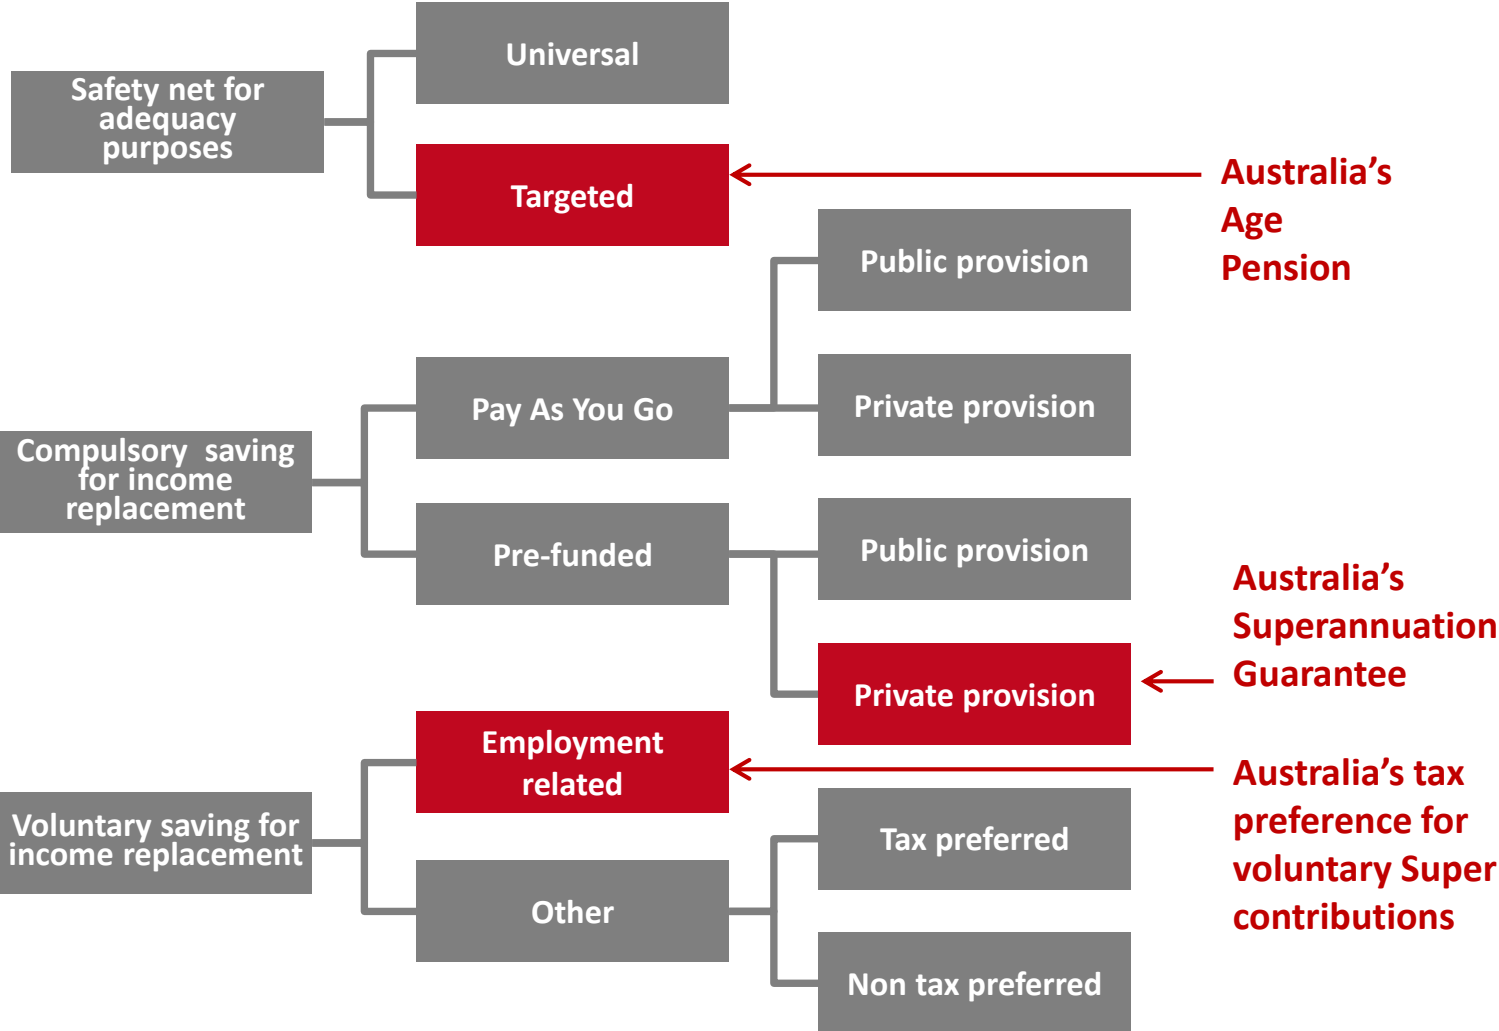 Universal
Safety net for
adequacy
purposes
Targeted
Australia's
Age
Pension
Public provision
Pay As You Go
Private provision
Compulsory saving
for income
replacement
Pre-funded
Public provision
Private provision
Australia's
Superannuation
Guarantee
Employment
related
Australia's tax
preference for
voluntary Super
contributions
Voluntary saving for
income replacement
Tax preferred
Other
Non tax preferred